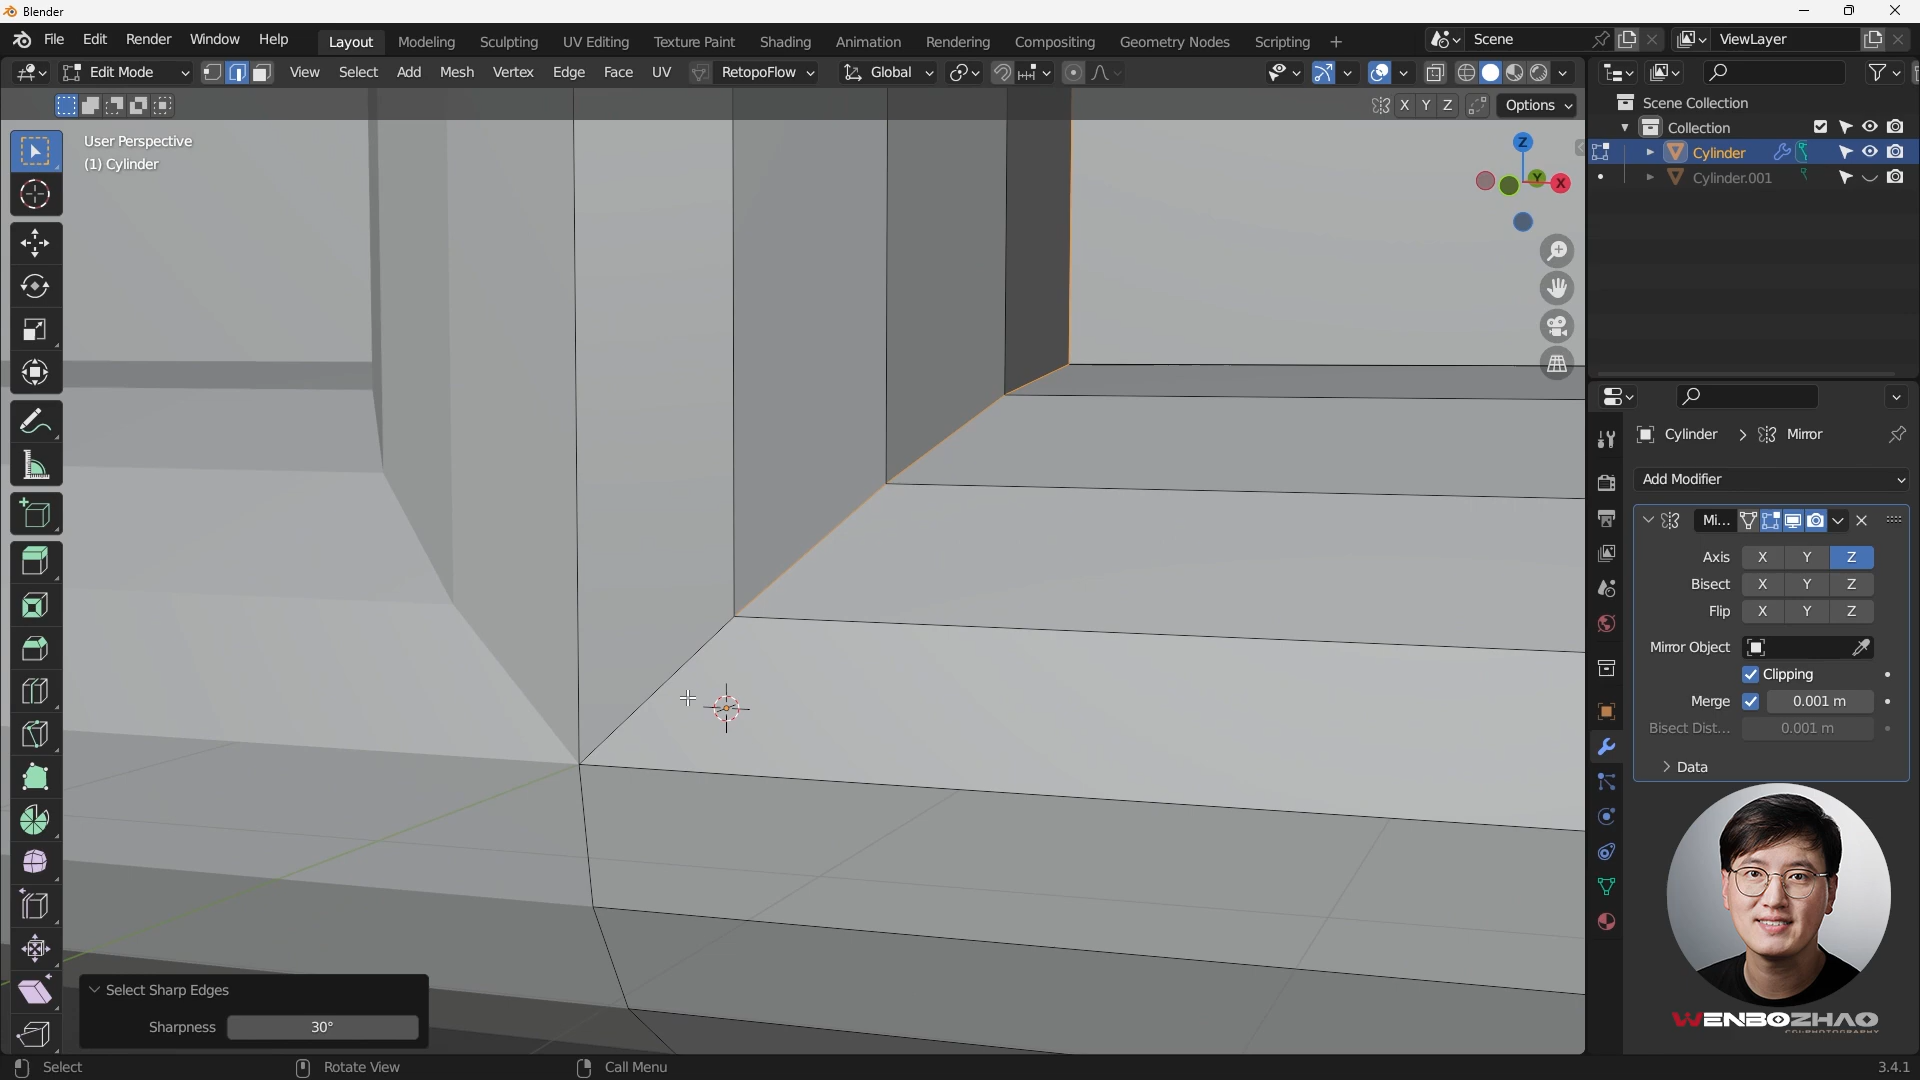 Blender
File Edit Render Window Help Layout Modeling Sculpting UV Editing Texture Paint Shading Animation Rendering Compositing Geometry Nodes Scripting + Scene ViewLayer
Edit Mode View Select Add Mesh Vertex Edge Face UV RetopoFlow Global
X Y Z Options
User Perspective
(1) Cylinder
Z
Y
X
Scene Collection
Collection
Cylinder
Cylinder.001
Cylinder > Mirror
Add Modifier
Mi...
Axis X Y Z
Bisect X Y Z
Flip X Y Z
Mirror Object
Clipping
Merge 0.001 m
Bisect Dist... 0.001 m
Data
WENBOZHAO
Select Sharp Edges
Sharpness 30°
Select Rotate View Call Menu 3.4.1